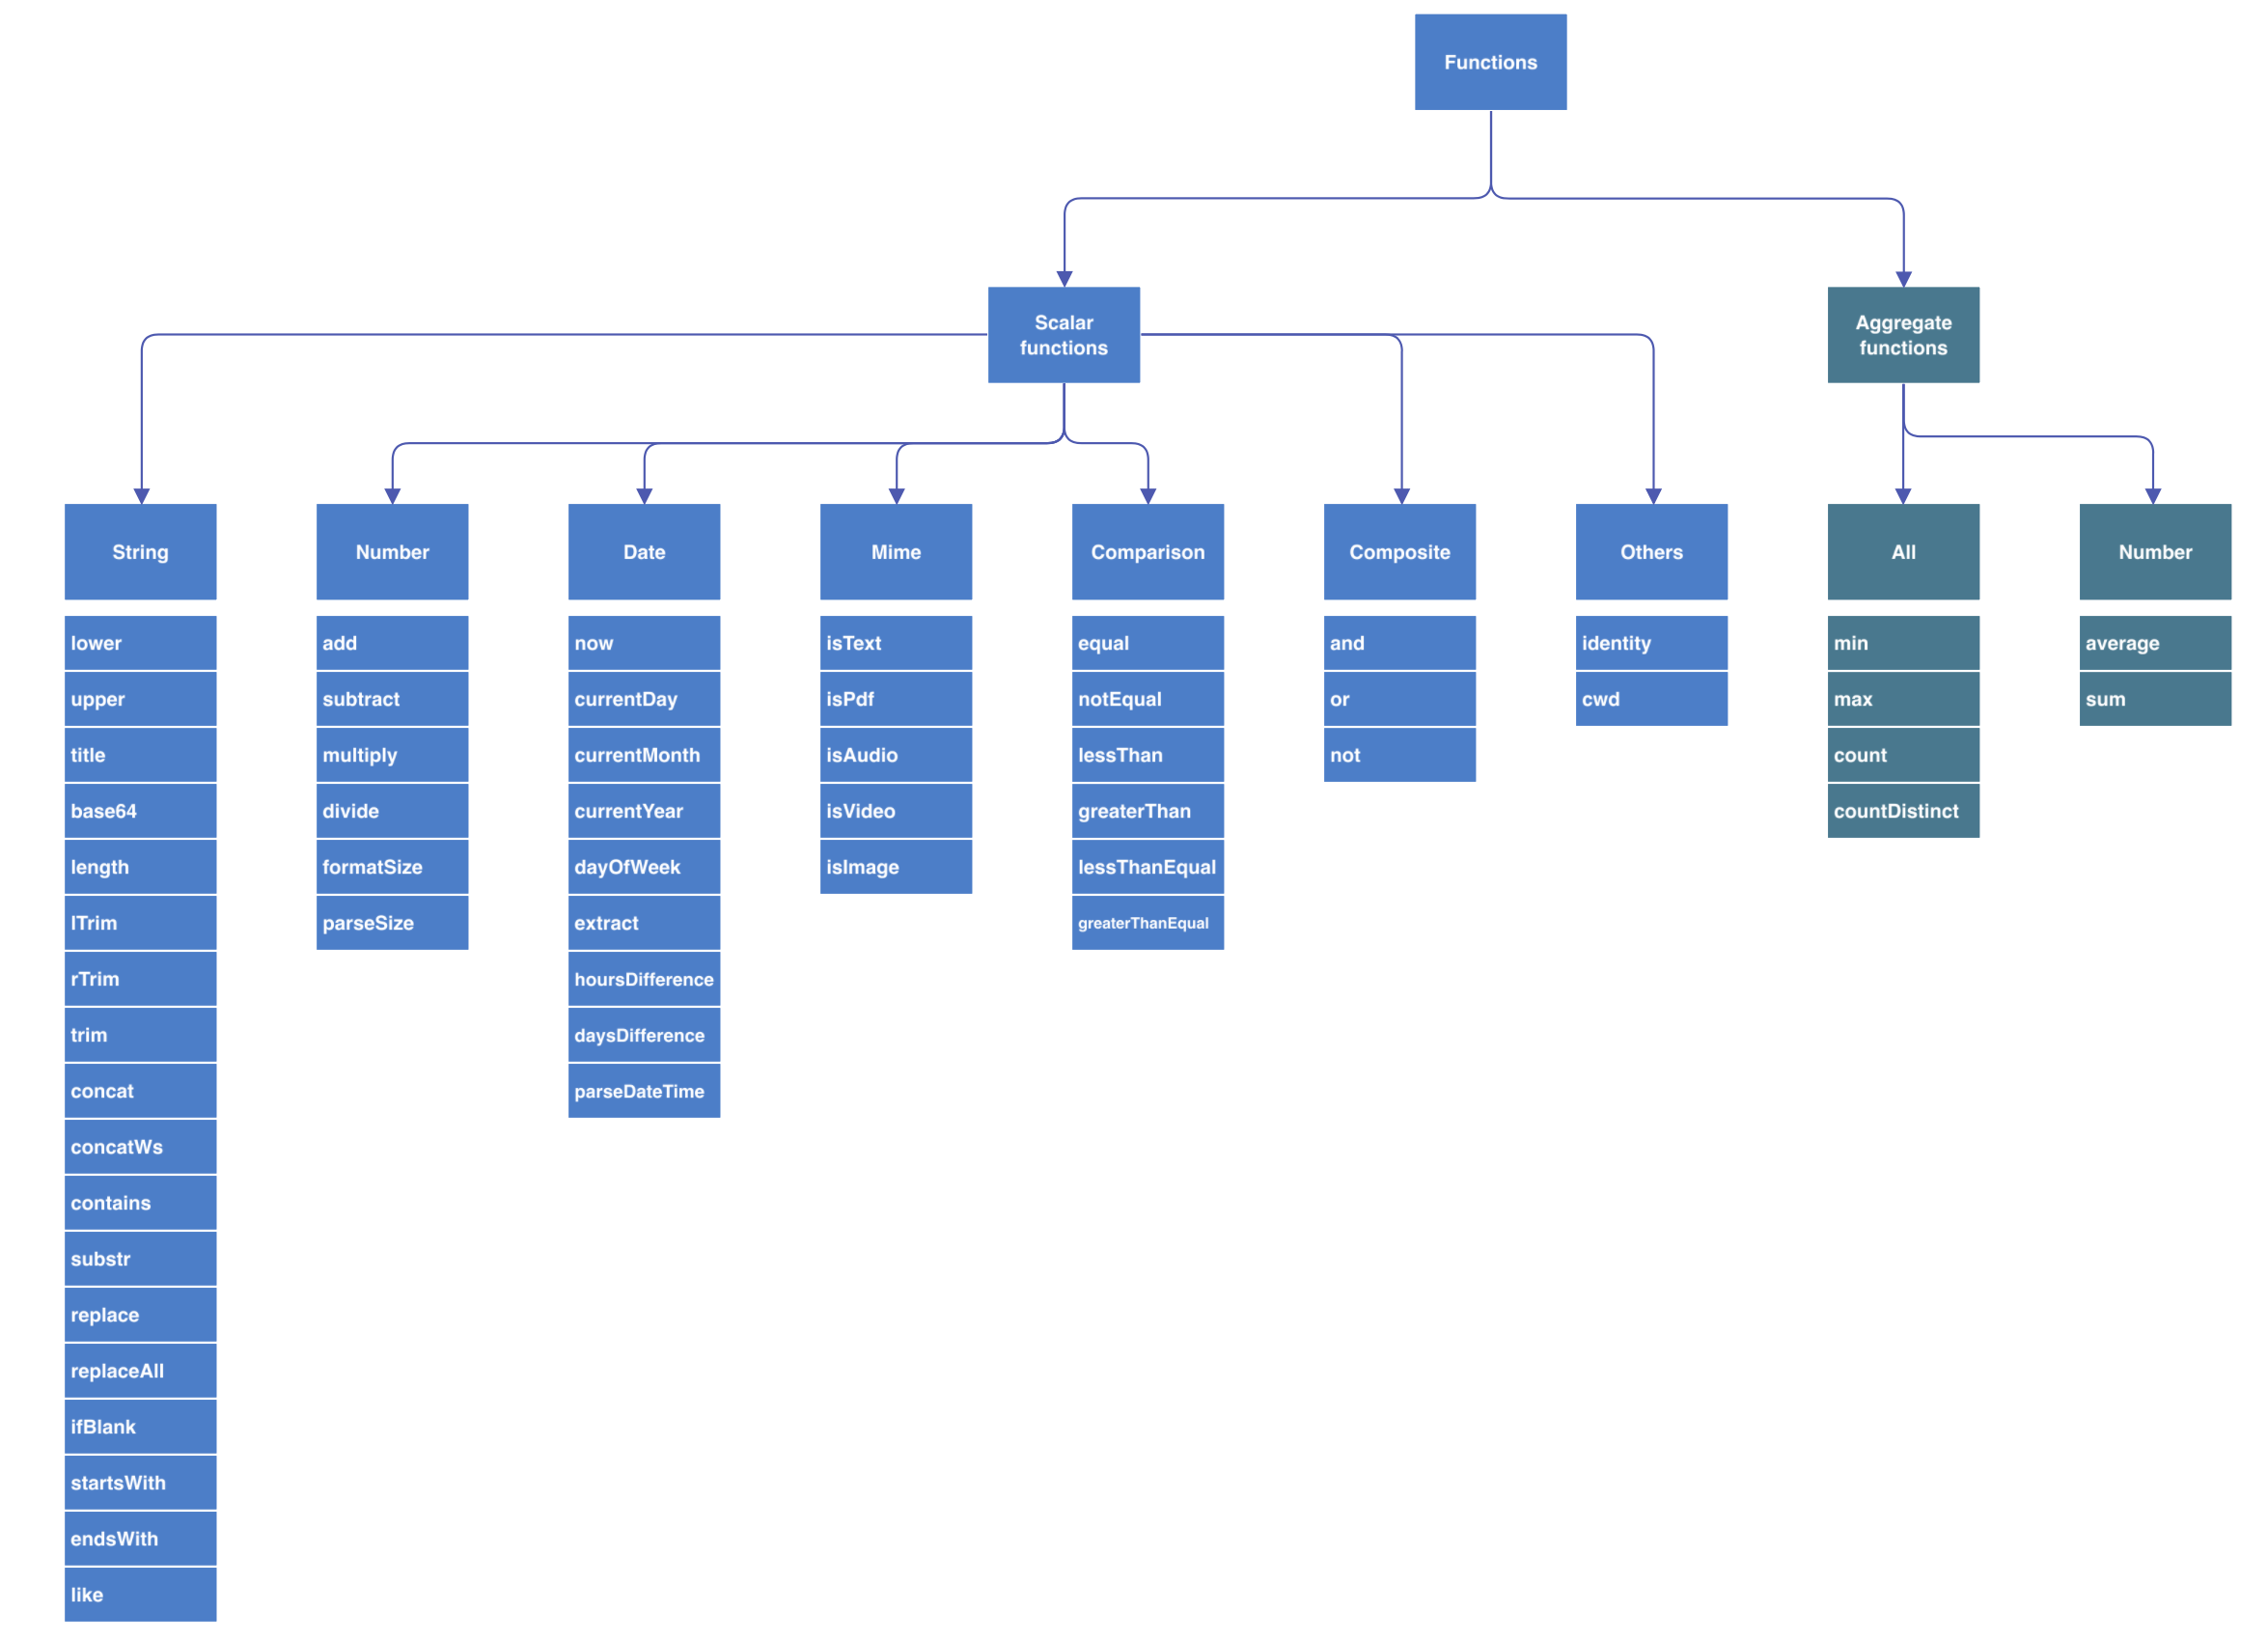 Functions
Scalar
functions
Aggregate
functions
String
Number
Date
Mime
Comparison
Composite
Others
All
Number
lower
upper
title
base64
length
lTrim
rTrim
trim
concat
concatWs
contains
substr
replace
replaceAll
ifBlank
startsWith
endsWith
like
add
subtract
multiply
divide
formatSize
parseSize
now
currentDay
currentMonth
currentYear
dayOfWeek
extract
hoursDifference
daysDifference
parseDateTime
isText
isPdf
isAudio
isVideo
isImage
equal
notEqual
lessThan
greaterThan
lessThanEqual
greaterThanEqual
and
or
not
identity
cwd
min
max
count
countDistinct
average
sum